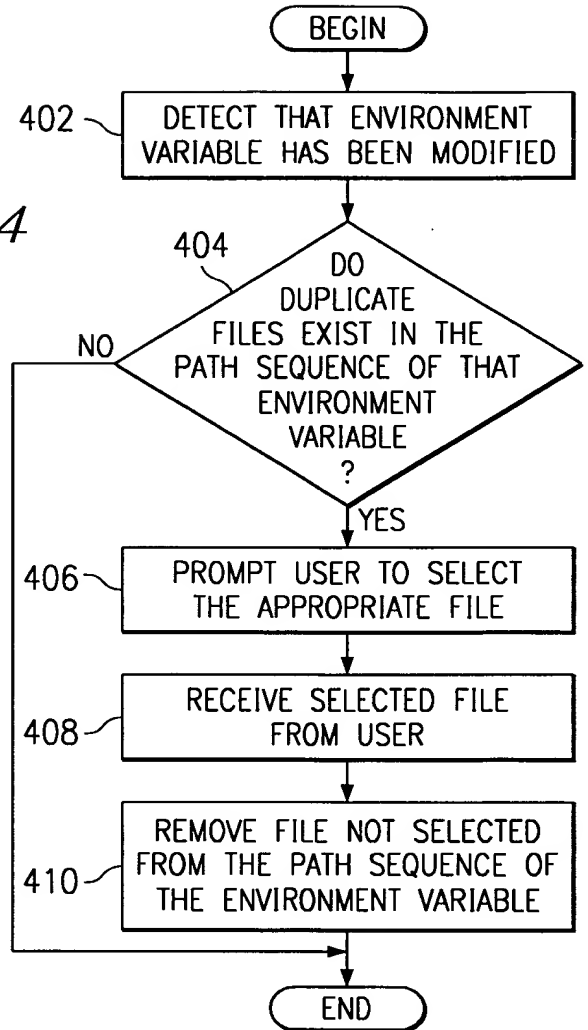 BEGIN
402
DETECT THAT ENVIRONMENT
VARIABLE HAS BEEN MODIFIED
4
404
DO
DUPLICATE
FILES EXIST IN THE
PATH SEQUENCE OF THAT
ENVIRONMENT
VARIABLE
?
NO
YES
406
PROMPT USER TO SELECT
THE APPROPRIATE FILE
408
RECEIVE SELECTED FILE
FROM USER
410
REMOVE FILE NOT SELECTED
FROM THE PATH SEQUENCE OF
THE ENVIRONMENT VARIABLE
END